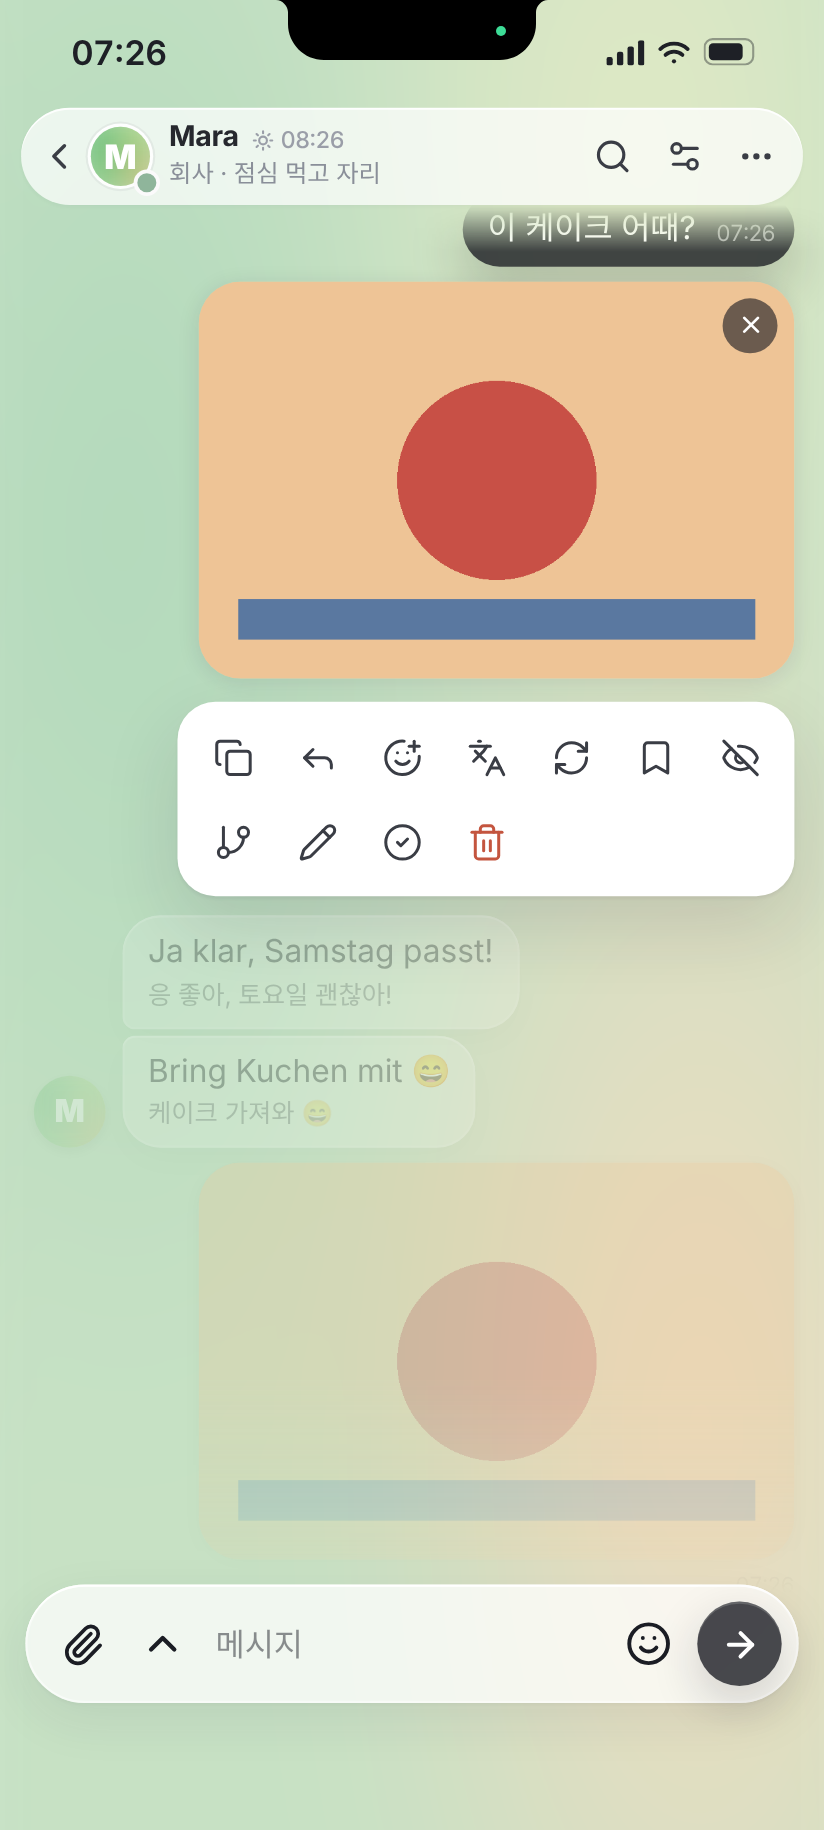 07:26
Mara 08:26
회사 · 점심 먹고 자리
M
이 케이크 어때? 07:26
Ja klar, Samstag passt!
응 좋아, 토요일 괜찮아!
Bring Kuchen mit 😄
케이크 가져와 😄
M
메시지